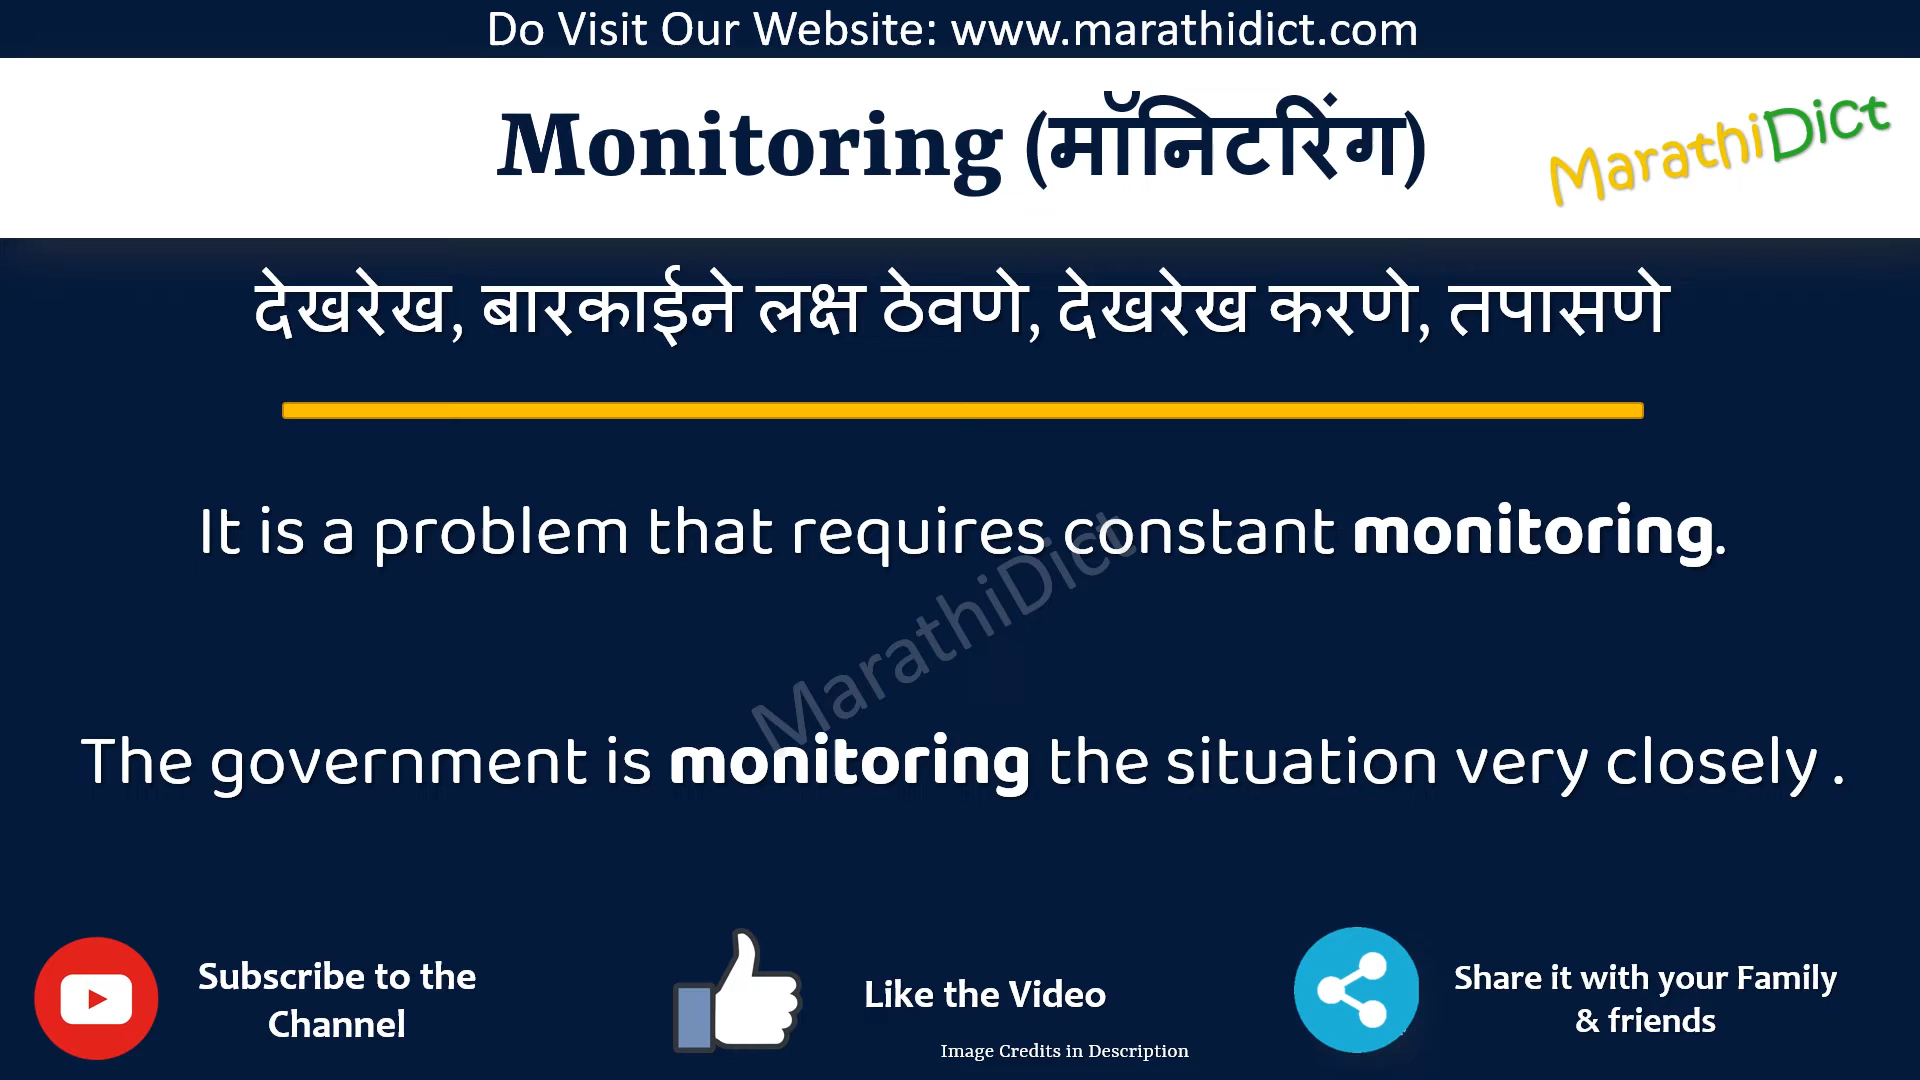 Do Visit Our Website: www.marathidict.com
Monitoring (मॉनिटरिंग)
MarathiDict
देखरेख, बारकाईने लक्ष ठेवणे, देखरेख करणे, तपासणे
It is a problem that requires constant monitoring.
MarathiDict
The government is monitoring the situation very closely .
Subscribe to the
Channel
Like the Video
Share it with your Family
& friends
Image Credits in Description